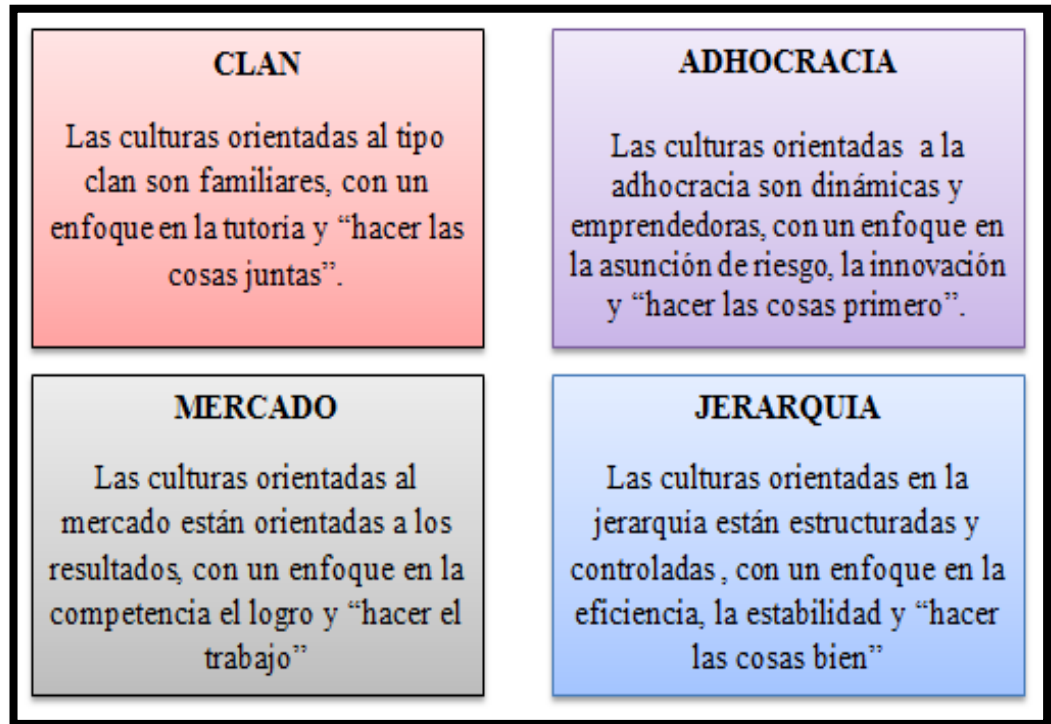 CLAN
Las culturas orientadas al tipo
clan son familiares, con un
enfoque en la tutoría y “hacer las
cosas juntas”.
ADHOCRACIA
Las culturas orientadas a la
adhocracia son dinámicas y
emprendedoras, con un enfoque en
la asunción de riesgo, la innovación
y “hacer las cosas primero”.
MERCADO
Las culturas orientadas al
mercado están orientadas a los
resultados, con un enfoque en la
competencia el logro y “hacer el
trabajo”
JERARQUIA
Las culturas orientadas en la
jerarquía están estructuradas y
controladas , con un enfoque en la
eficiencia, la estabilidad y “hacer
las cosas bien”